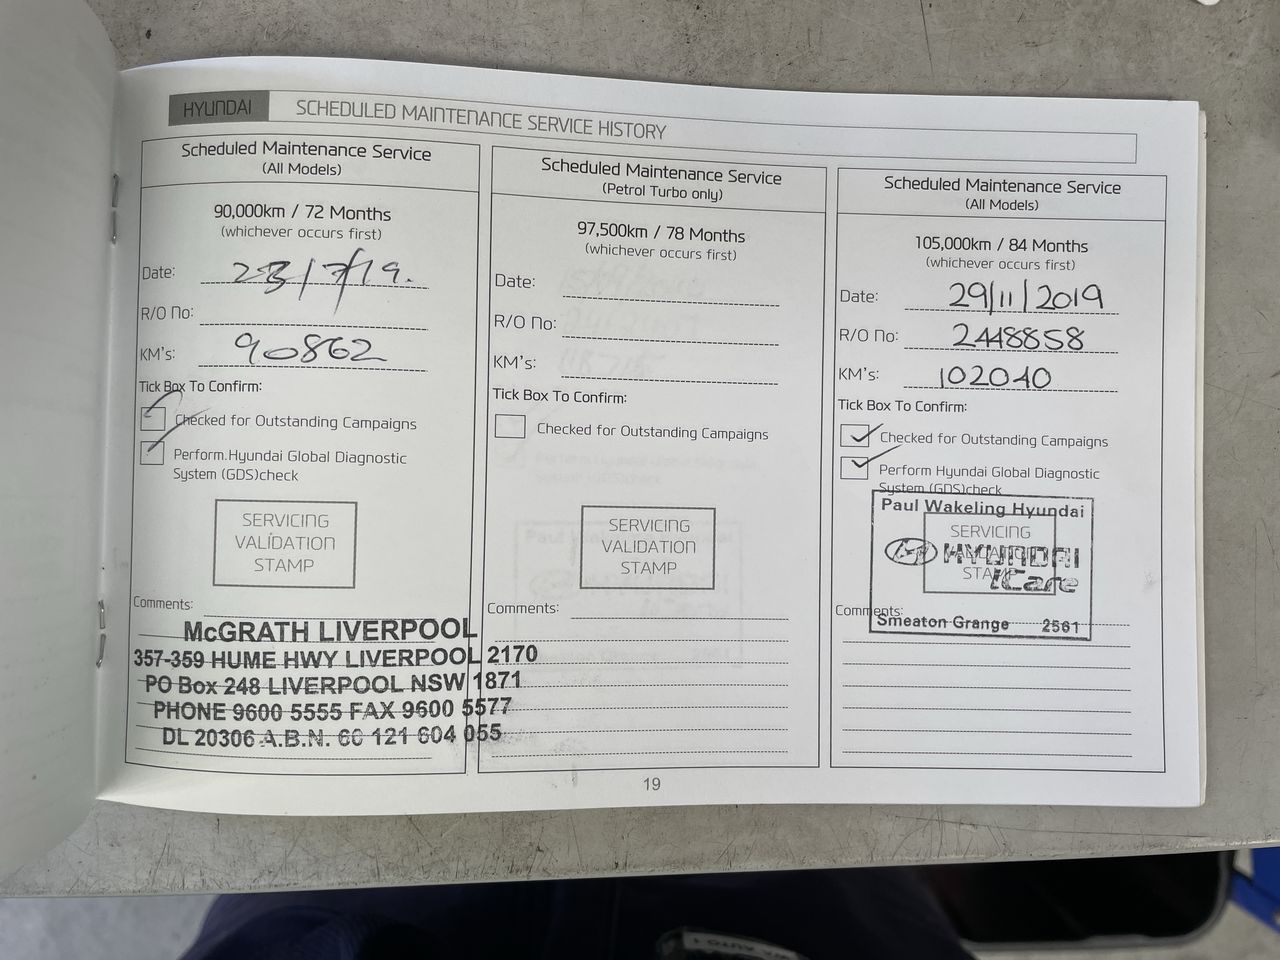 HYUNDAI SCHEDULED MAINTENANCE SERVICE HISTORY
Scheduled Maintenance Service
(All Models)
90,000km / 72 Months
(whichever occurs first)
Date: 23/7/19.
R/O No:
KM's: 90862
Tick Box To Confirm:
Checked for Outstanding Campaigns
Perform.Hyundai Global Diagnostic
System (GDS)check
SERVICING
VALIDATION
STAMP
Comments:
McGRATH LIVERPOOL
357-359 HUME HWY LIVERPOOL 2170
PO Box 248 LIVERPOOL NSW 1871
PHONE 9600 5555 FAX 9600 5577
DL 20306 A.B.N. 60 121 604 055
Scheduled Maintenance Service
(Petrol Turbo only)
97,500km / 78 Months
(whichever occurs first)
Date:
R/O No:
KM's:
Tick Box To Confirm:
Checked for Outstanding Campaigns
SERVICING
VALIDATION
STAMP
Comments:
Scheduled Maintenance Service
(All Models)
105,000km / 84 Months
(whichever occurs first)
Date: 29/11/2019
R/O No: 2448858
KM's: 102040
Tick Box To Confirm:
Checked for Outstanding Campaigns
Perform Hyundai Global Diagnostic
System (GDS)check
Paul Wakeling Hyundai
SERVICING
HYUNDAI
STAMP
iCare
Comments:
Smeaton Grange 2561
19